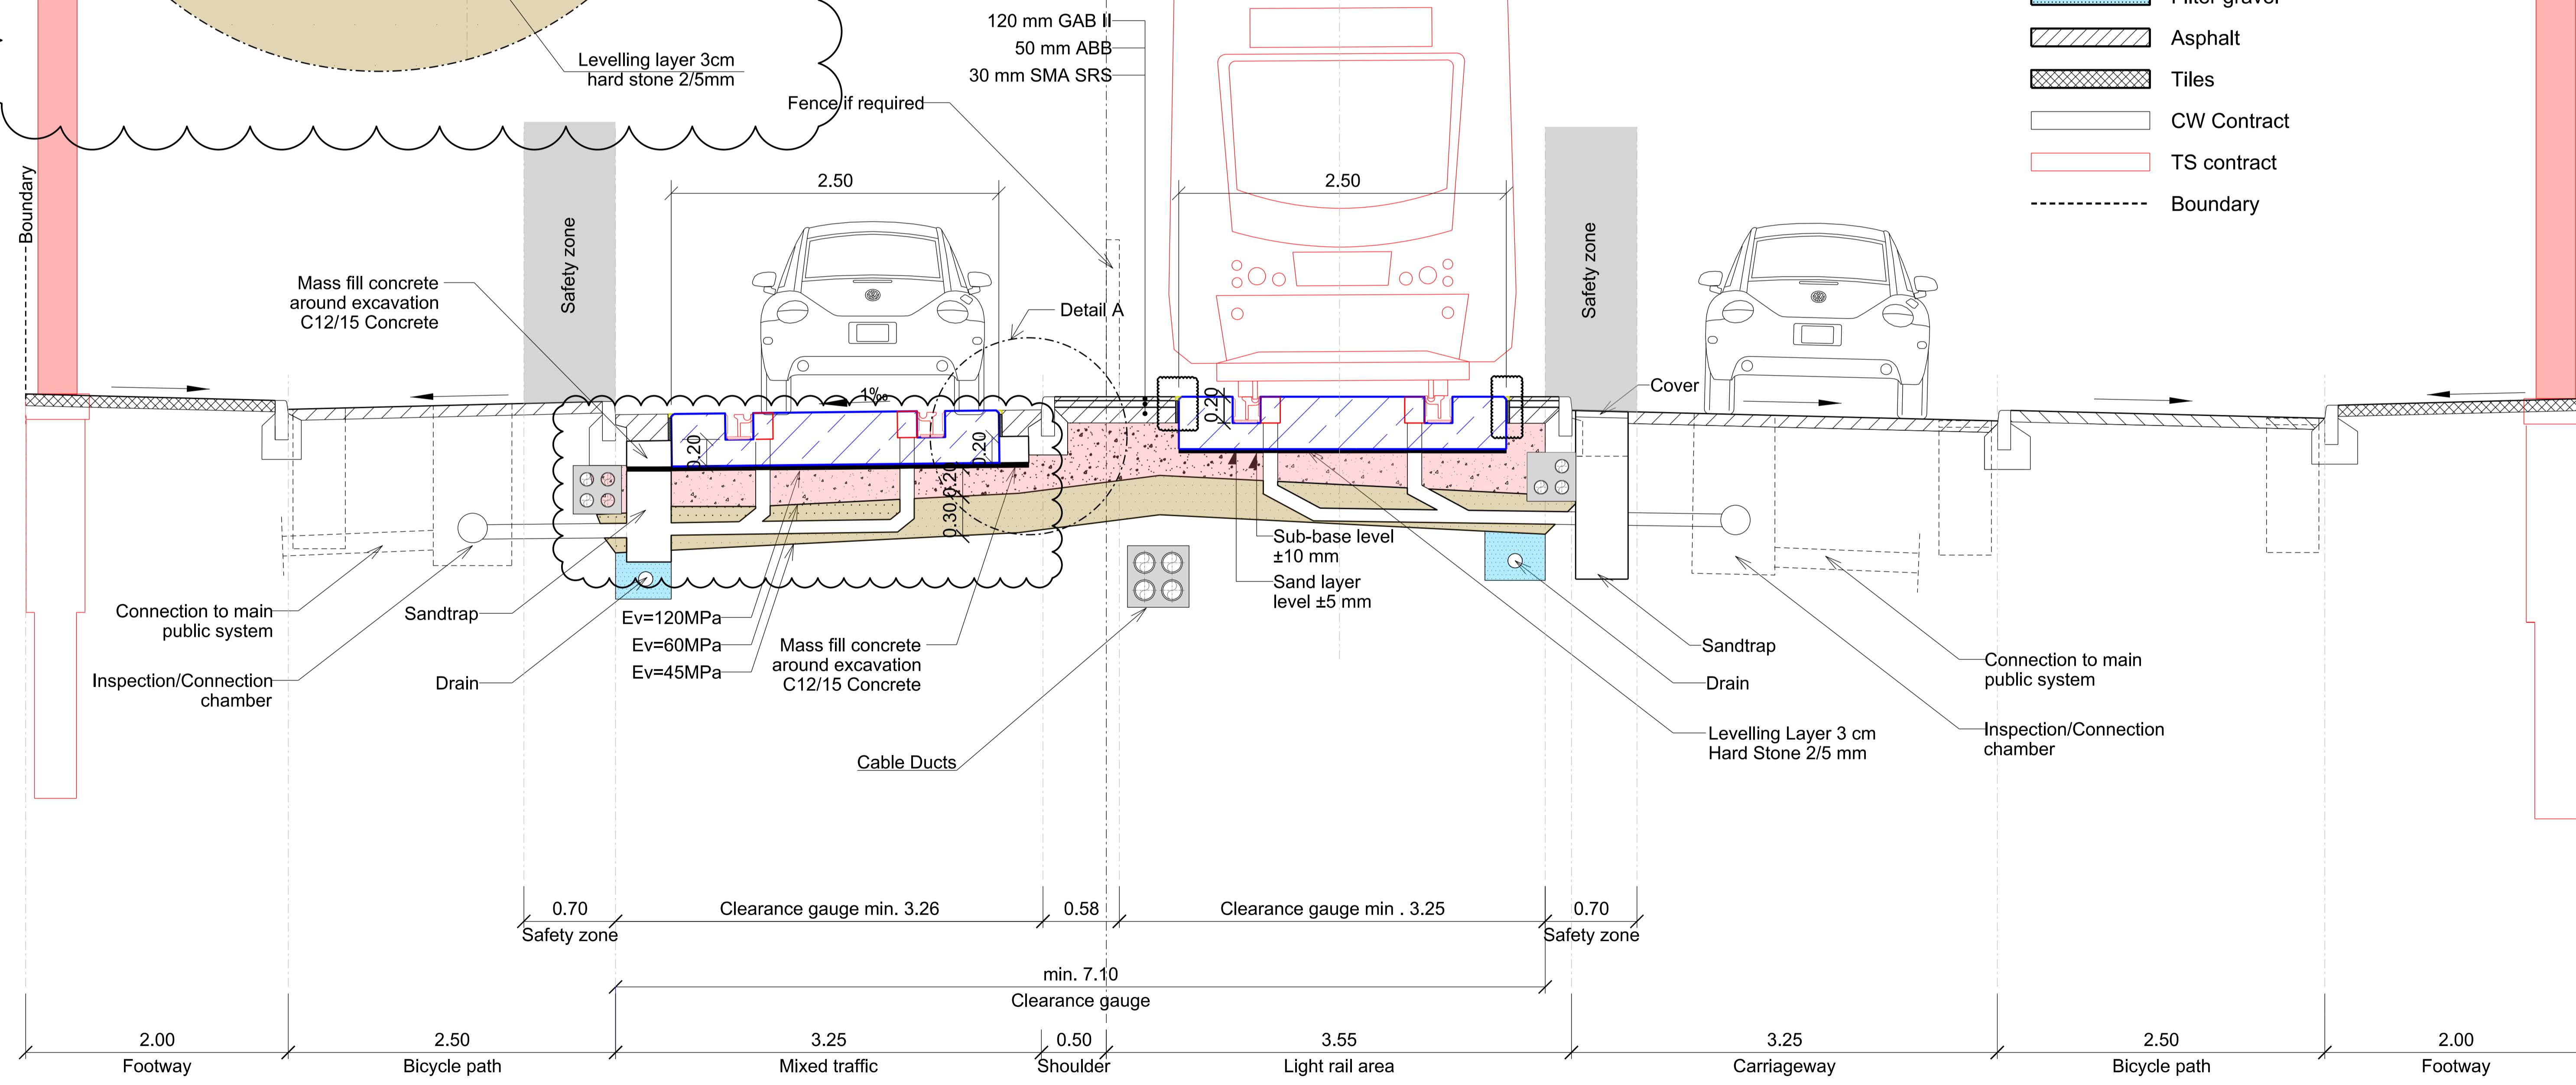 120 mm GAB II
50 mm ABB
30 mm SMA SRS
Levelling layer 3cm
hard stone 2/5mm
Fence if required
Filter gravel
Asphalt
Tiles
CW Contract
TS contract
Boundary
Boundary
Safety zone
2.50
2.50
Safety zone
Mass fill concrete
around excavation
C12/15 Concrete
Detail A
1‰
0.20
Cover
0.20
0.20
0.20
0.30
Sub-base level
±10 mm
Sand layer
level ±5 mm
Connection to main
public system
Sandtrap
Ev=120MPa
Ev=60MPa
Ev=45MPa
Mass fill concrete
around excavation
C12/15 Concrete
Inspection/Connection
chamber
Drain
Cable Ducts
Sandtrap
Drain
Levelling Layer 3 cm
Hard Stone 2/5 mm
Connection to main
public system
Inspection/Connection
chamber
0.70
Clearance gauge min. 3.26
0.58
Clearance gauge min . 3.25
0.70
Safety zone
Safety zone
min. 7.10
Clearance gauge
2.00
2.50
3.25
0.50
3.55
3.25
2.50
2.00
Footway
Bicycle path
Mixed traffic
Shoulder
Light rail area
Carriageway
Bicycle path
Footway